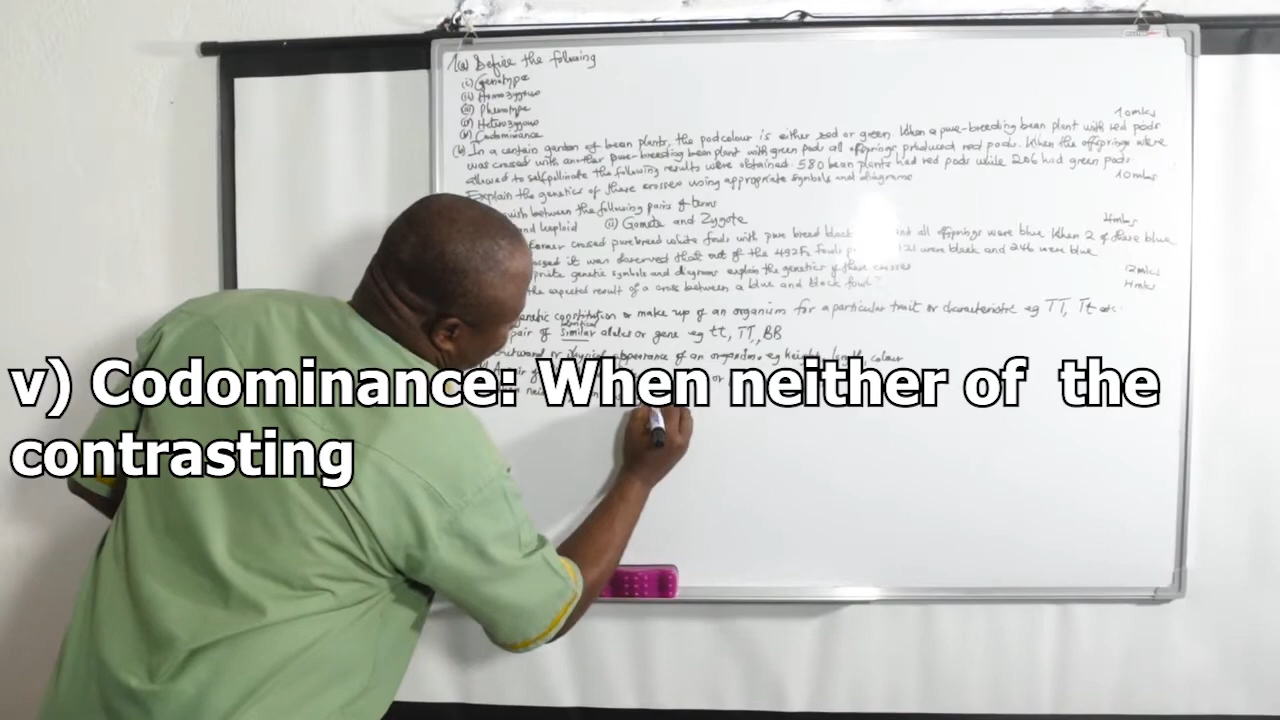 1(a) Define the following
(i) Genotype
(ii) Homozygous
(iii) Phenotype
(iv) Heterozygous
(v) Codominance
10mks
(b) In a certain garden of bean plants, the pod colour is either red or green. When a pure-breeding bean plant with red pods
was crossed with another pure-breeding bean plant with green pods all offsprings produced red pods. When the offsprings were
allowed to self pollinate the following results were obtained. 580 bean plants had red pods while 206 had green pods
Explain the genetics of these crosses using appropriate symbols and diagrams
10mks
between the following pairs of terms
and haploid (ii) Gamete and Zygote
4mks
farmer crossed pure breed white fowls with pure breed black and all offsprings were blue. When 2 of these blue
it was observed that out of the 492 F2 fowls were black and 246 were blue
genetic symbols and diagrams explain the genetics of these crosses
12mks
the expected result of a cross between a blue and black fowl?
4mks
genetic constitution or make up of an organism for a particular trait or characteristic eg TT, Tt etc.
identical
pair of similar alleles or gene eg tt, TT, BB
outward or physical appearance of an organism. eg height, length, colour
v) Codominance: When neither of the
contrasting